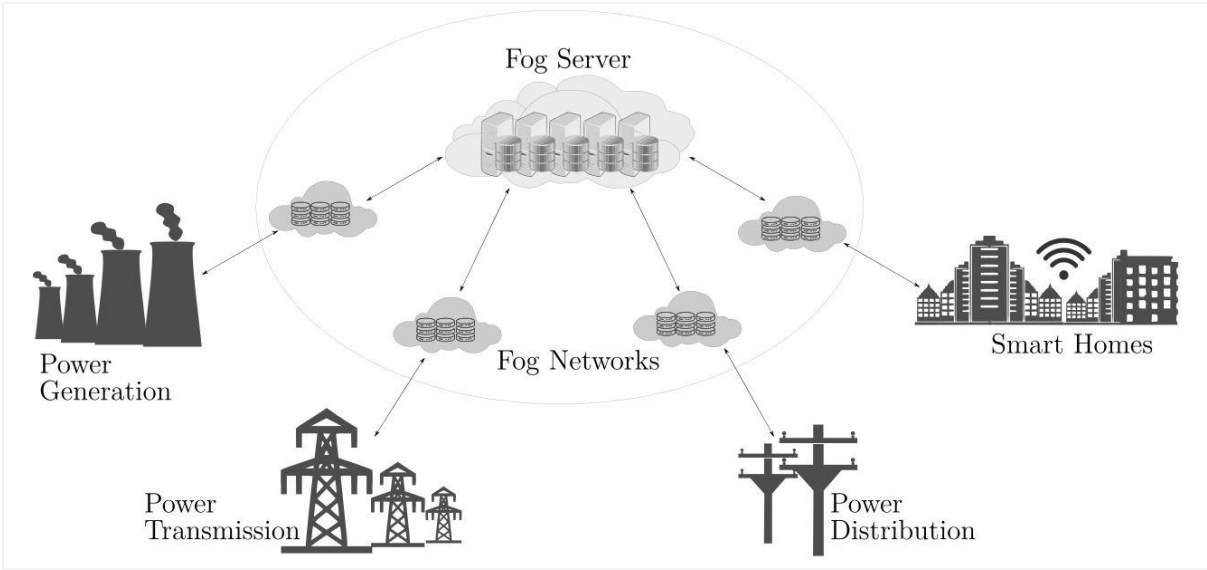 Fog Server
Fog Networks
Power
Generation
Smart Homes
Power
Transmission
Power
Distribution